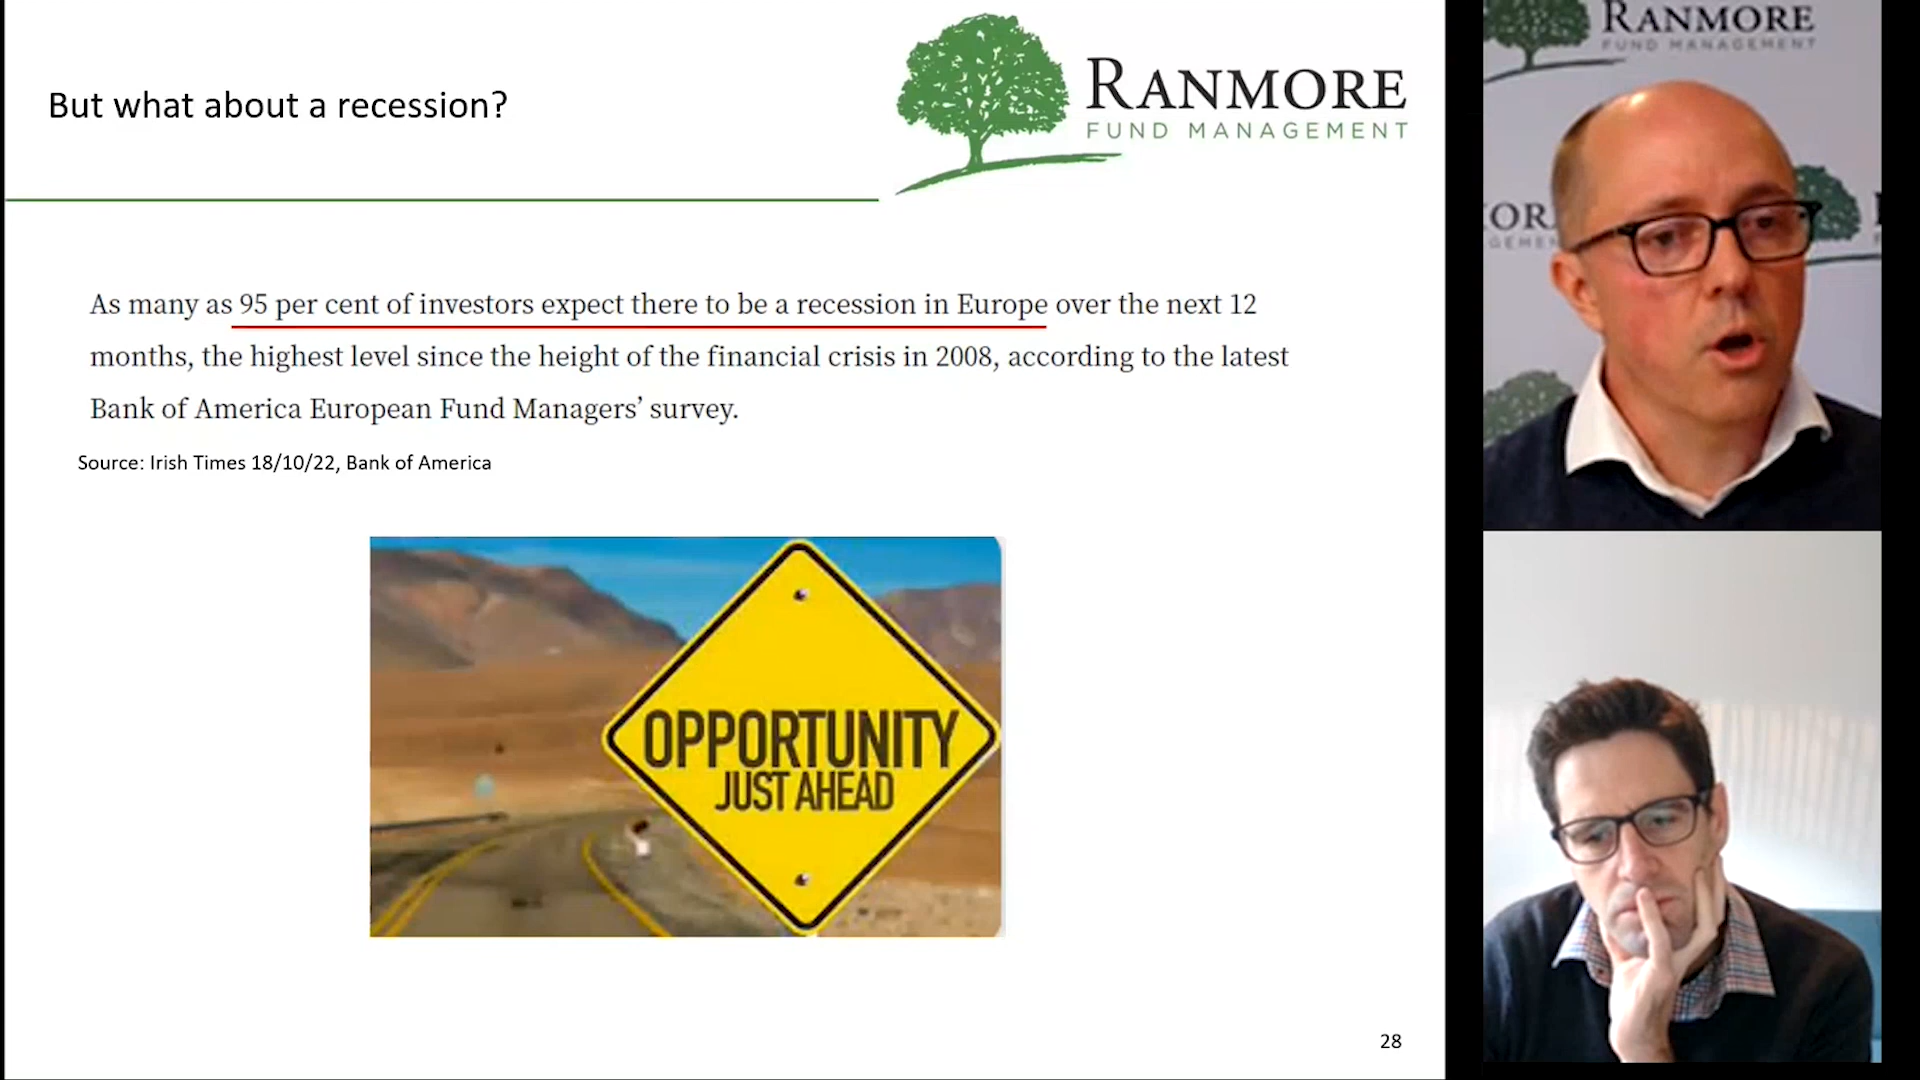 But what about a recession?
RANMORE
FUND MANAGEMENT
As many as 95 per cent of investors expect there to be a recession in Europe over the next 12
months, the highest level since the height of the financial crisis in 2008, according to the latest
Bank of America European Fund Managers’ survey.
Source: Irish Times 18/10/22, Bank of America
OPPORTUNITY
JUST AHEAD
28
RANMORE
FUND MANAGEMENT